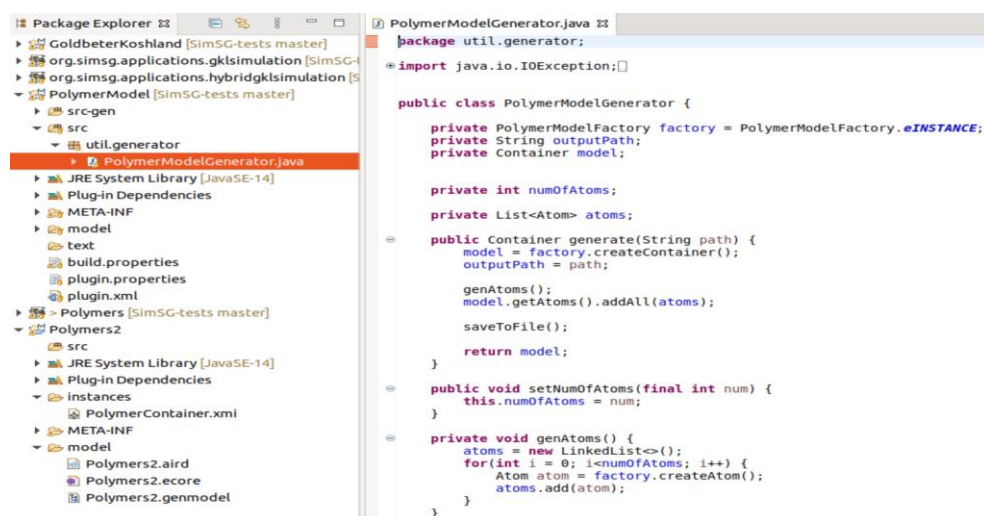 Package Explorer
GoldbeterKoshland [SimSG-tests master]
org.simsg.applications.gklsimulation [SimSG-
org.simsg.applications.hybridgklsimulation [S
PolymerModel [SimSG-tests master]
src-gen
src
util.generator
PolymerModelGenerator.java
JRE System Library [JavaSE-14]
Plug-in Dependencies
META-INF
model
text
build.properties
plugin.properties
plugin.xml
> Polymers [SimSG-tests master]
Polymers2
src
JRE System Library [JavaSE-14]
Plug-in Dependencies
instances
PolymerContainer.xmi
META-INF
model
Polymers2.aird
Polymers2.ecore
Polymers2.genmodel
PolymerModelGenerator.java
package util.generator;
import java.io.IOException;
public class PolymerModelGenerator {
private PolymerModelFactory factory = PolymerModelFactory.eINSTANCE;
private String outputPath;
private Container model;
private int numOfAtoms;
private List<Atom> atoms;
public Container generate(String path) {
model = factory.createContainer();
outputPath = path;
genAtoms();
model.getAtoms().addAll(atoms);
saveToFile();
return model;
}
public void setNumOfAtoms(final int num) {
this.numOfAtoms = num;
}
private void genAtoms() {
atoms = new LinkedList<>();
for(int i = 0; i<numOfAtoms; i++) {
Atom atom = factory.createAtom();
atoms.add(atom);
}
}